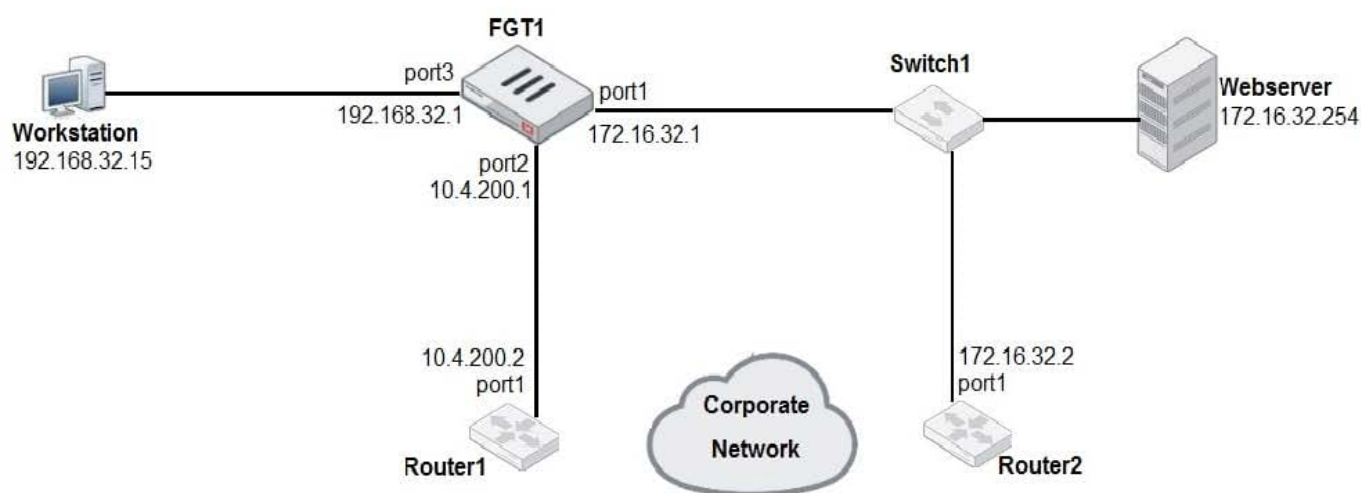 FGT1
port3
192.168.32.1
port1
172.16.32.1
port2
10.4.200.1
Workstation
192.168.32.15
Switch1
Webserver
172.16.32.254
10.4.200.2
port1
Router1
Corporate
Network
172.16.32.2
port1
Router2